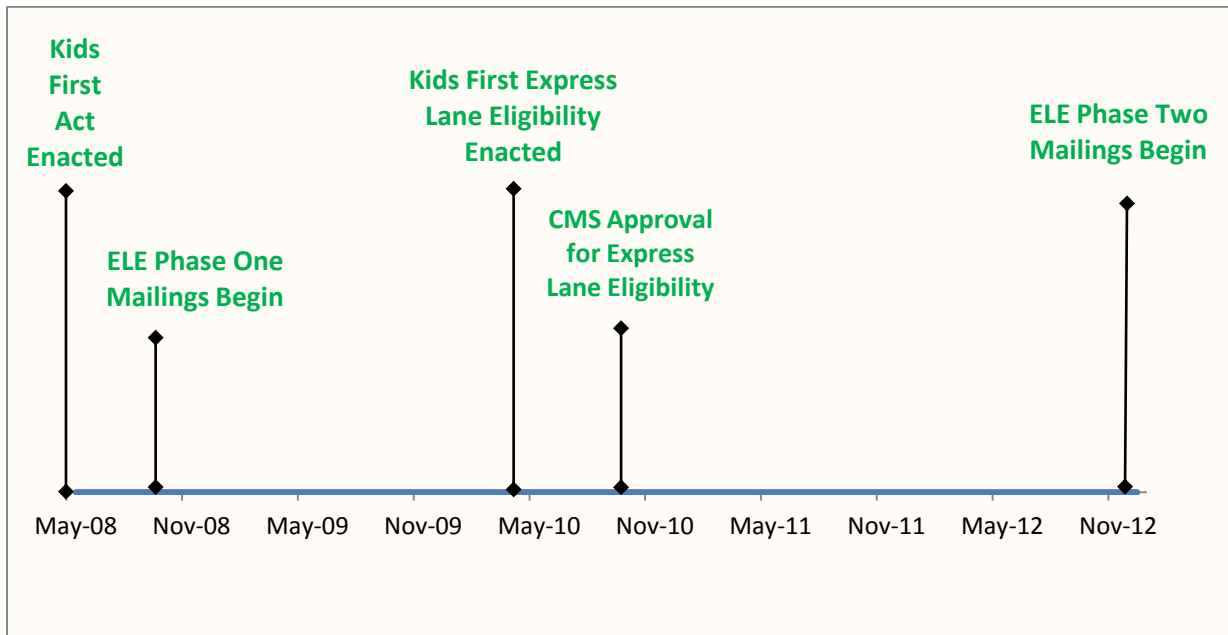 Kids
First
Act
Enacted
ELE Phase One
Mailings Begin
Kids First Express
Lane Eligibility
Enacted
CMS Approval
for Express
Lane Eligibility
ELE Phase Two
Mailings Begin
May-08 Nov-08 May-09 Nov-09 May-10 Nov-10 May-11 Nov-11 May-12 Nov-12